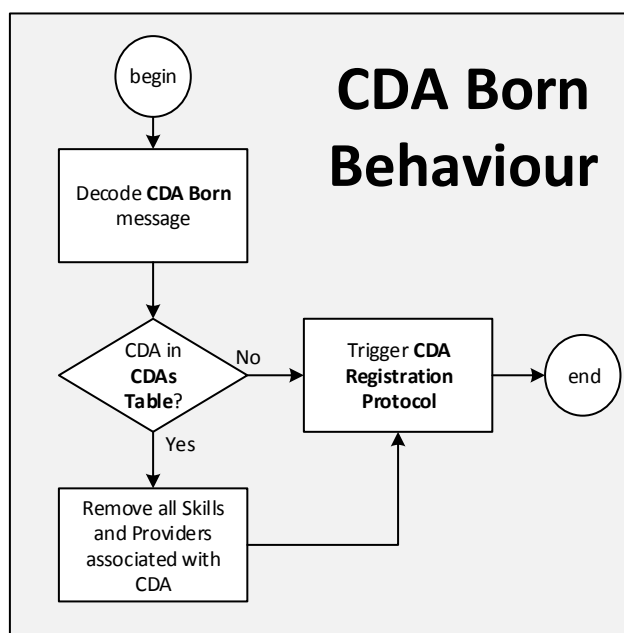 CDA Born
Behaviour
begin
Decode CDA Born
message
CDA in
CDAs
Table?
No
Yes
Trigger CDA
Registration
Protocol
end
Remove all Skills
and Providers
associated with
CDA